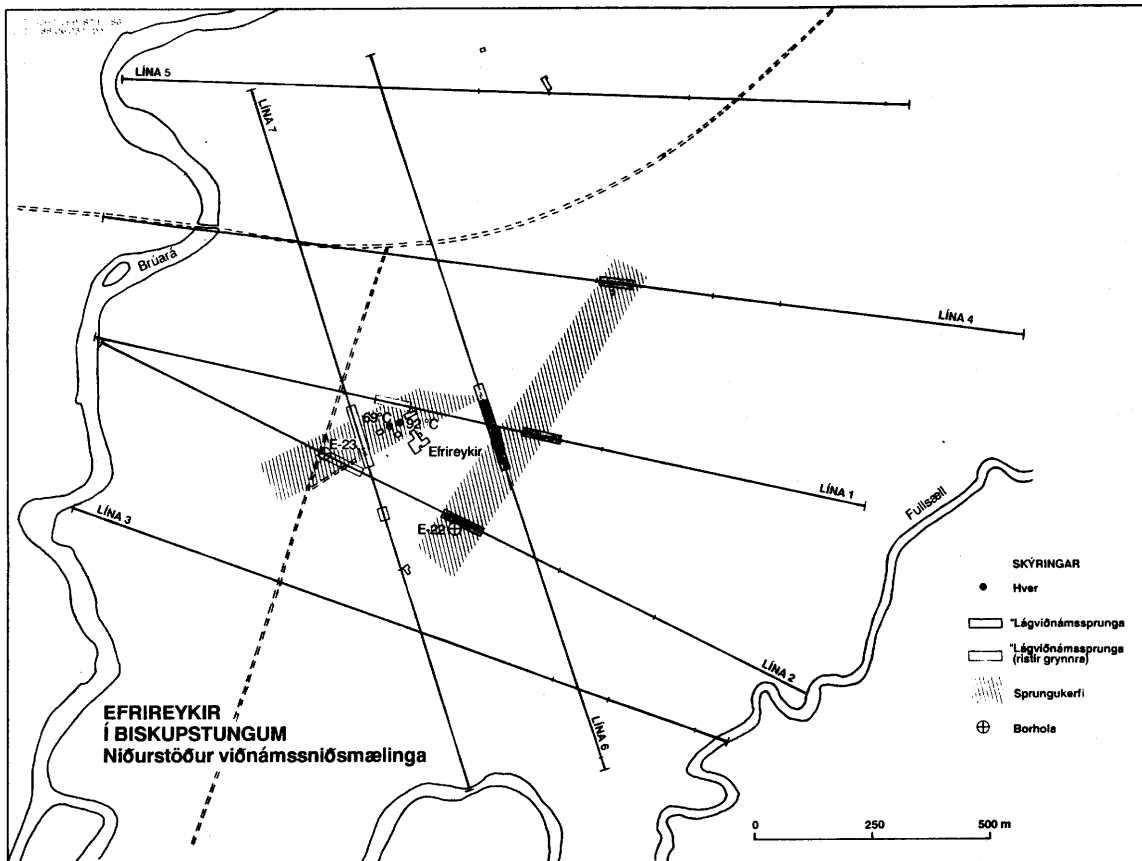 LÍNA 5
LÍNA 7
Brúará
LÍNA 4
69°C
92 °C
E-23
Efrireykir
LÍNA 1
Fullsæll
LÍNA 3
E-22
LÍNA 2
LÍNA 6
SKÝRINGAR
Hver
"Lágviðnámssprunga
"Lágviðnámssprunga
(ristir grynnra)
Sprungukerfi
Borhola
EFRIREYKIR
Í BISKUPSTUNGUM
Niðurstöður viðnámssniðsmælinga
0 250 500 m